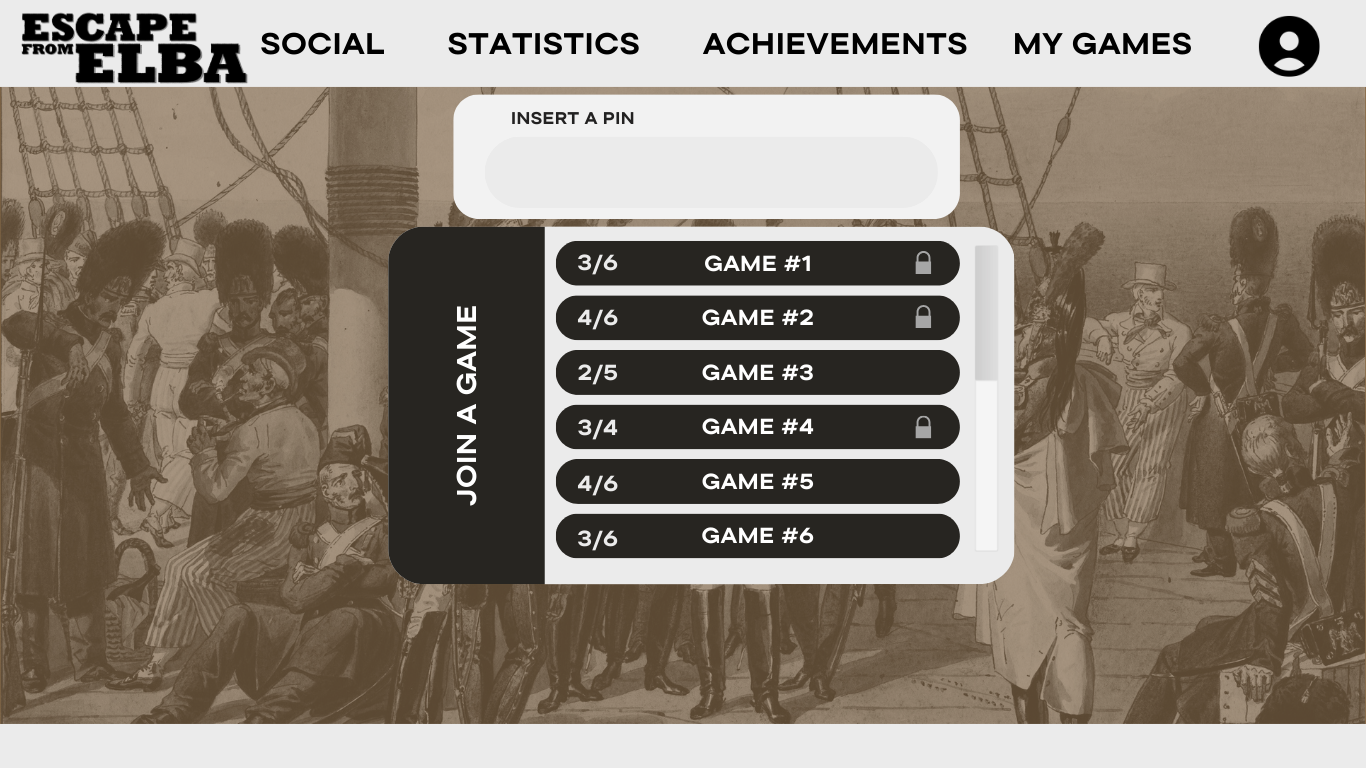 ESCAPE
FROM ELBA
SOCIAL
STATISTICS
ACHIEVEMENTS
MY GAMES
INSERT A PIN
JOIN A GAME
3/6 GAME #1
4/6 GAME #2
2/5 GAME #3
3/4 GAME #4
4/6 GAME #5
3/6 GAME #6